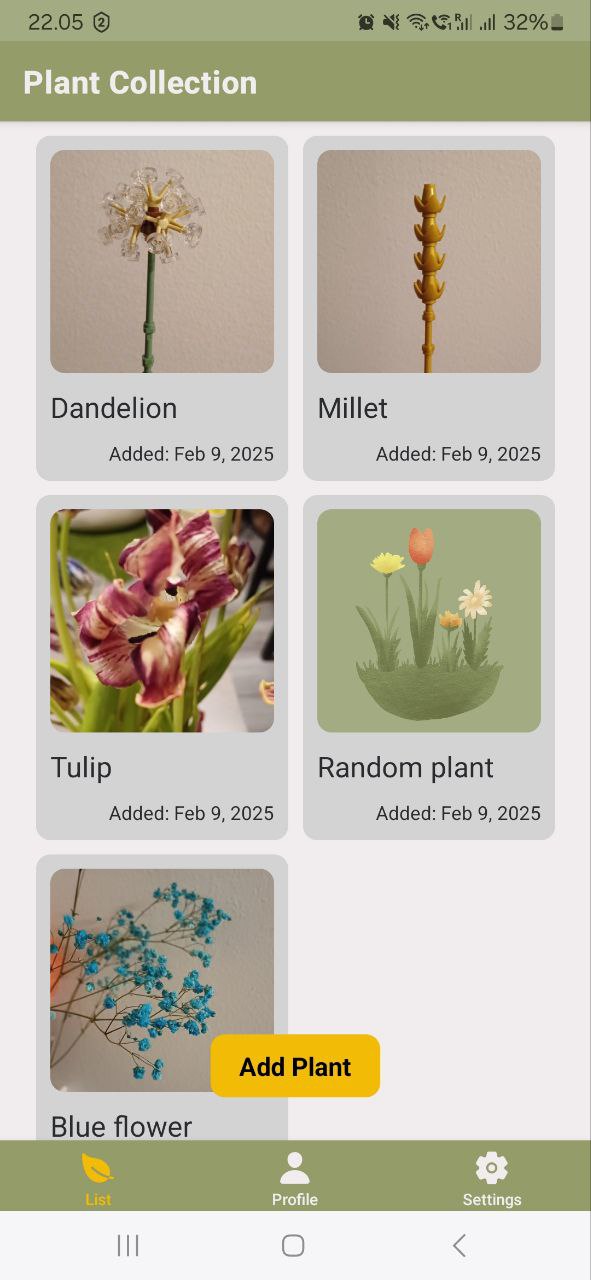 22.05 2 1 R 32%
Plant Collection
Dandelion
Added: Feb 9, 2025
Millet
Added: Feb 9, 2025
Tulip
Added: Feb 9, 2025
Random plant
Added: Feb 9, 2025
Blue flower
Add Plant
List
Profile
Settings